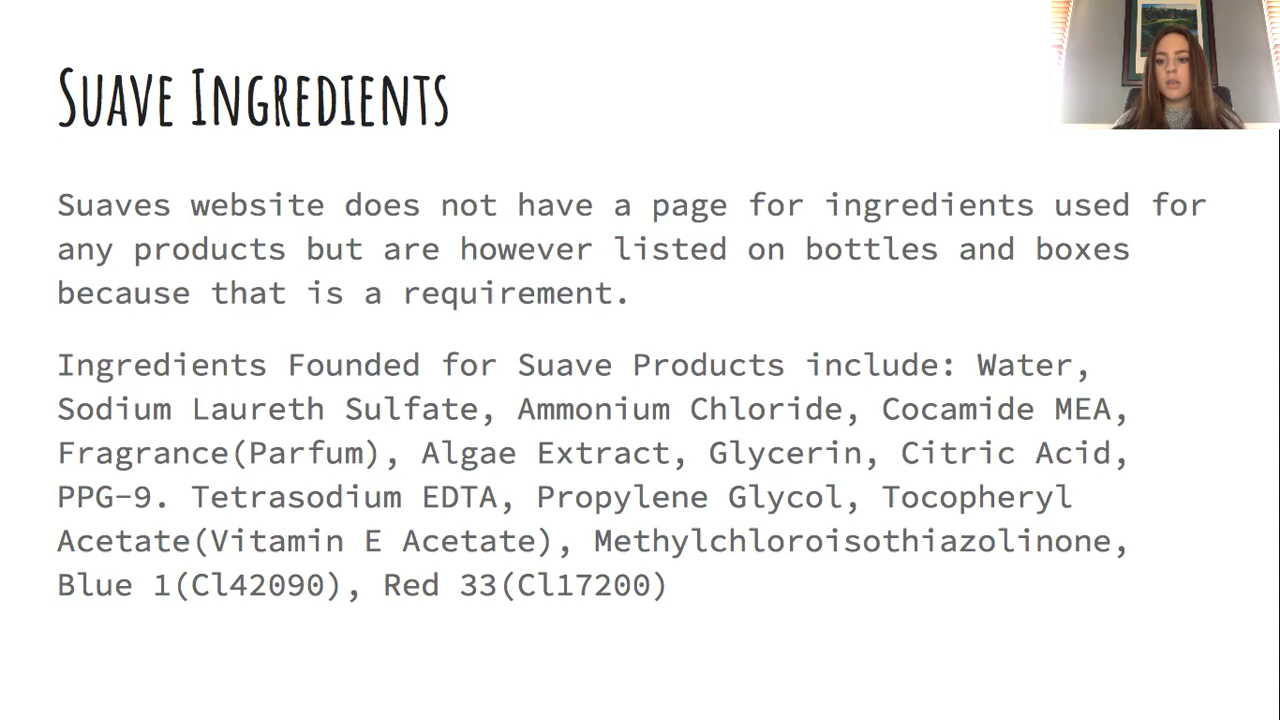 Suave Ingredients
Suaves website does not have a page for ingredients used for
any products but are however listed on bottles and boxes
because that is a requirement.
Ingredients Founded for Suave Products include: Water,
Sodium Laureth Sulfate, Ammonium Chloride, Cocamide MEA,
Fragrance(Parfum), Algae Extract, Glycerin, Citric Acid,
PPG-9. Tetrasodium EDTA, Propylene Glycol, Tocopheryl
Acetate(Vitamin E Acetate), Methylchloroisothiazolinone,
Blue 1(Cl42090), Red 33(Cl17200)